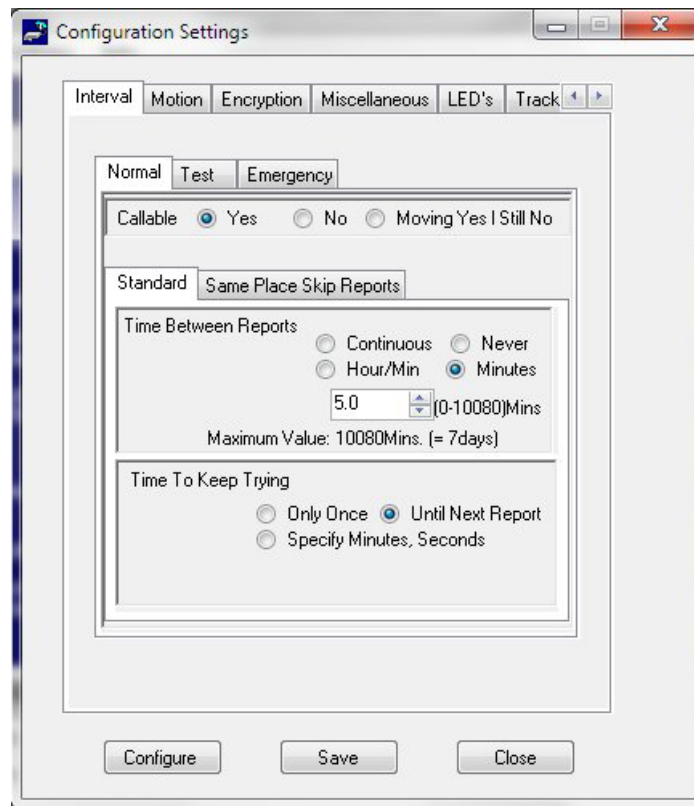 Configuration Settings
Interval Motion Encryption Miscellaneous LED's Track
Normal Test Emergency
Callable Yes No Moving Yes | Still No
Standard Same Place Skip Reports
Time Between Reports
Continuous Never
Hour/Min Minutes
5.0 (0-10080)Mins
Maximum Value: 10080Mins. (= 7days)
Time To Keep Trying
Only Once Until Next Report
Specify Minutes, Seconds
Configure Save Close